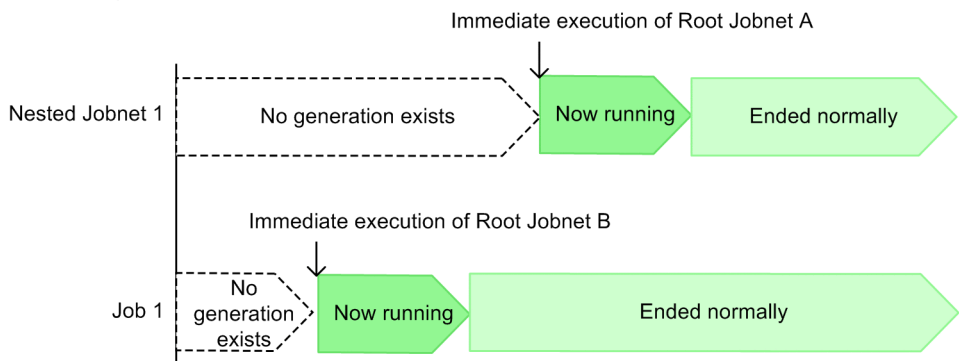 Immediate execution of Root Jobnet A
Nested Jobnet 1
No generation exists
Now running
Ended normally
Immediate execution of Root Jobnet B
Job 1
No
generation
exists
Now running
Ended normally